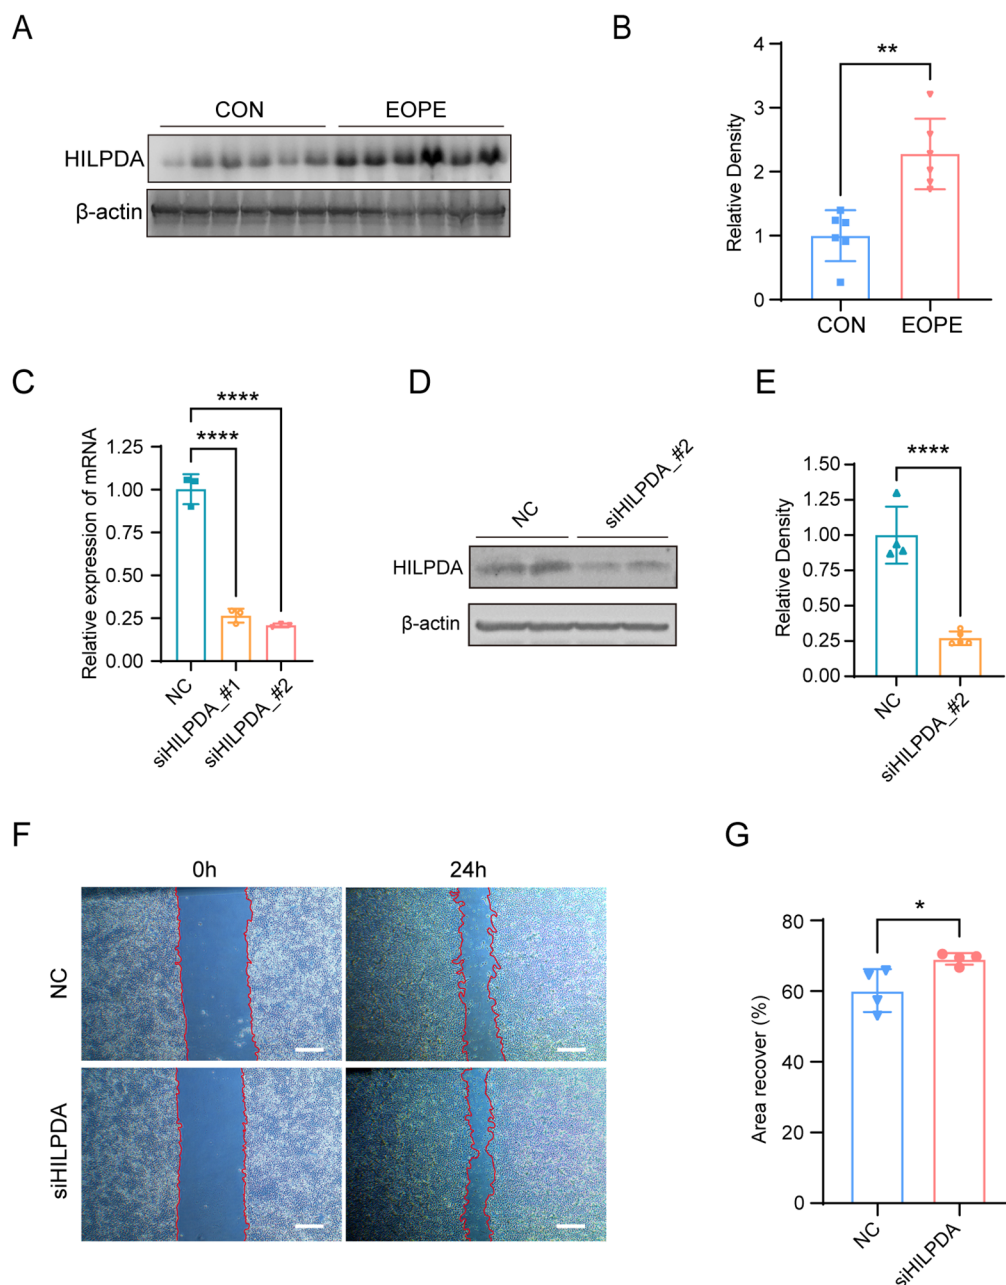 A
CON EOPE
HILPDA
β-actin
B
Relative Density
4
3
2
1
0
**
CON EOPE
C
Relative expression of mRNA
1.25
1.00
0.75
0.50
0.25
0.00
****
****
NC
siHILPDA_#1
siHILPDA_#2
D
NC
siHILPDA_#2
HILPDA
β-actin
E
Relative Density
1.50
1.25
1.00
0.75
0.50
0.25
0.00
****
NC
siHILPDA_#2
F
0h 24h
NC
siHILPDA
G
Area recover (%)
80
60
40
20
0
*
NC
siHILPDA